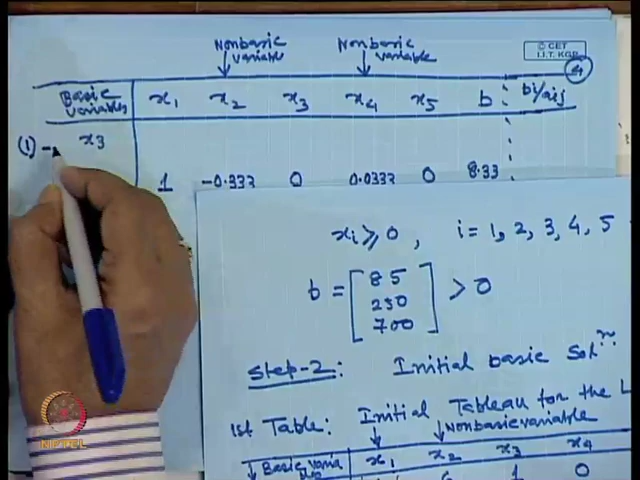 Nonbasic Variable
Nonbasic Variable
© CET
I.I.T. KGP
4
Basic Variables x1 x2 x3 x4 x5 b bi/aij
(1) x3
1 -0.333 0 0.0333 0 8.33
xi ≥ 0 , i = 1, 2, 3, 4, 5
b = [85 230 700] > 0
Step-2: Initial basic Sol^n:
1st Table: Initial Tableau for the L
Nonbasic variable
Basic Varia x1 x2 x3 x4
1 0
NPTEL